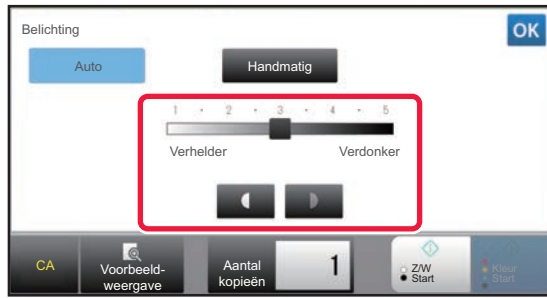 Belichting
OK
Auto
Handmatig
1 · 2 · 3 · 4 · 5
Verhelder
Verdonker
CA
Voorbeeld-
weergave
Aantal
kopieën
1
Z/W
Start
Kleur
Start